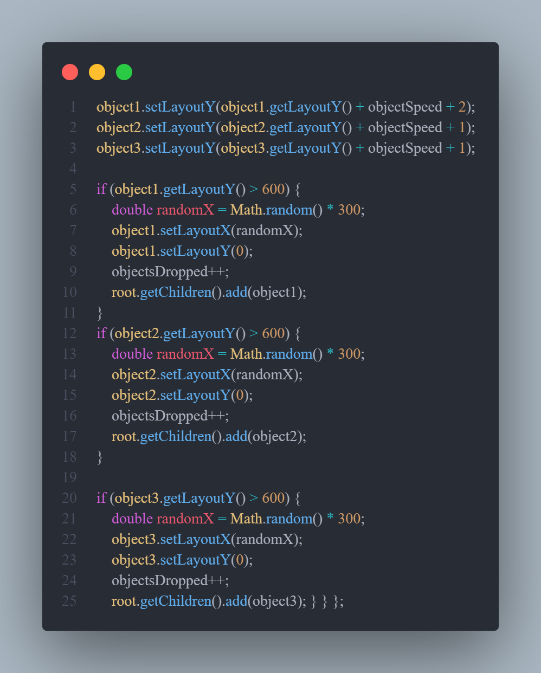 1 object1.setLayoutY(object1.getLayoutY() + objectSpeed + 2);
2 object2.setLayoutY(object2.getLayoutY() + objectSpeed + 1);
3 object3.setLayoutY(object3.getLayoutY() + objectSpeed + 1);
4
5 if (object1.getLayoutY() > 600) {
6 double randomX = Math.random() * 300;
7 object1.setLayoutX(randomX);
8 object1.setLayoutY(0);
9 objectsDropped++;
10 root.getChildren().add(object1);
11 }
12 if (object2.getLayoutY() > 600) {
13 double randomX = Math.random() * 300;
14 object2.setLayoutX(randomX);
15 object2.setLayoutY(0);
16 objectsDropped++;
17 root.getChildren().add(object2);
18 }
19
20 if (object3.getLayoutY() > 600) {
21 double randomX = Math.random() * 300;
22 object3.setLayoutX(randomX);
23 object3.setLayoutY(0);
24 objectsDropped++;
25 root.getChildren().add(object3); } } };